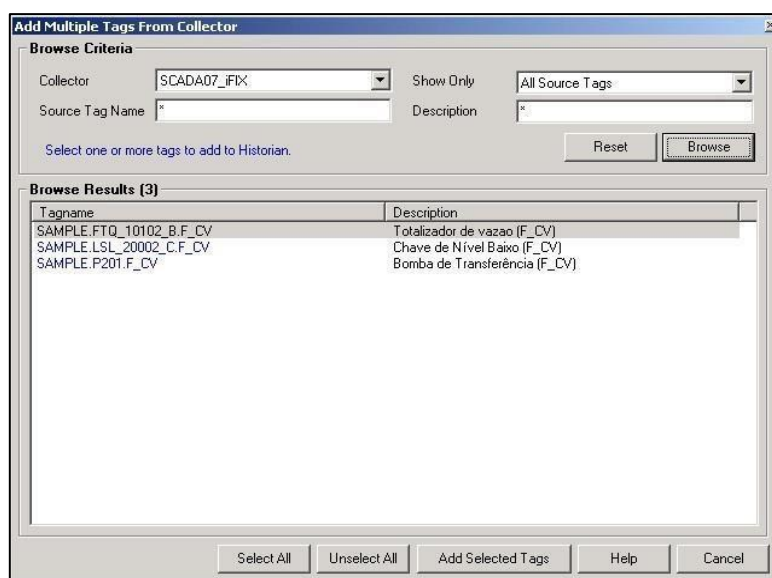 Add Multiple Tags From Collector
Browse Criteria
Collector SCADA07_iFIX Show Only All Source Tags
Source Tag Name * Description *
Select one or more tags to add to Historian. Reset Browse
Browse Results (3)
Tagname Description
SAMPLE.FTQ_10102_B.F_CV Totalizador de vazao (F_CV)
SAMPLE.LSL_20002_C.F_CV Chave de Nível Baixo (F_CV)
SAMPLE.P201.F_CV Bomba de Transferência (F_CV)
Select All Unselect All Add Selected Tags Help Cancel